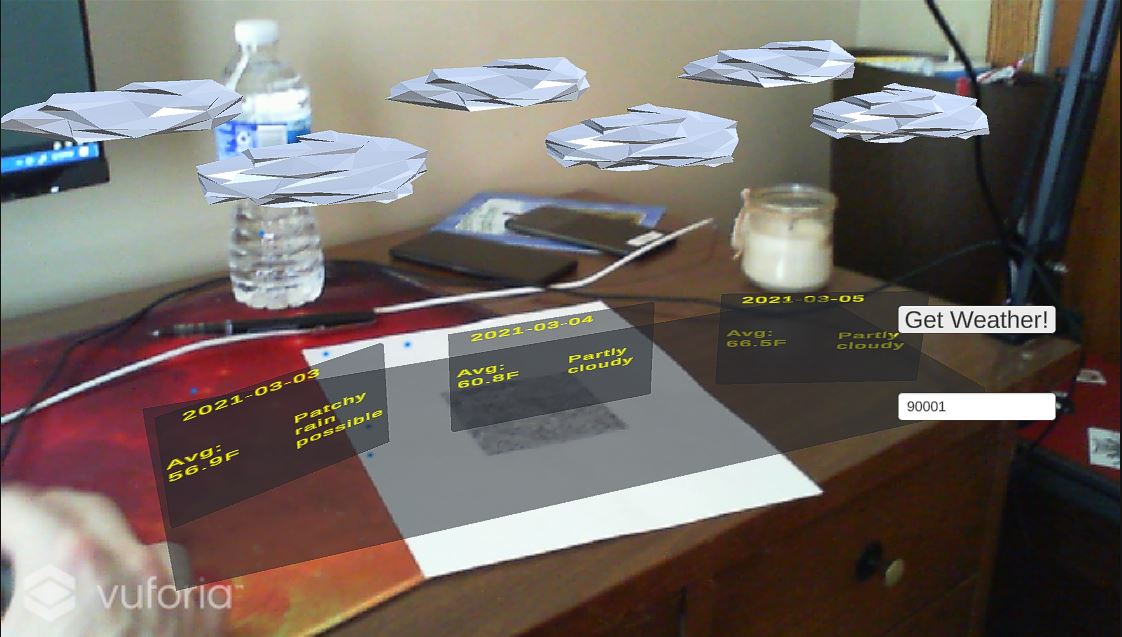 2021-03-03
Avg:
56.9F
Patchy
rain
possible
2021-03-04
Avg:
60.8F
Partly
cloudy
2021-03-05
Avg:
66.5F
Partly
cloudy
Get Weather!
90001
vuforia™